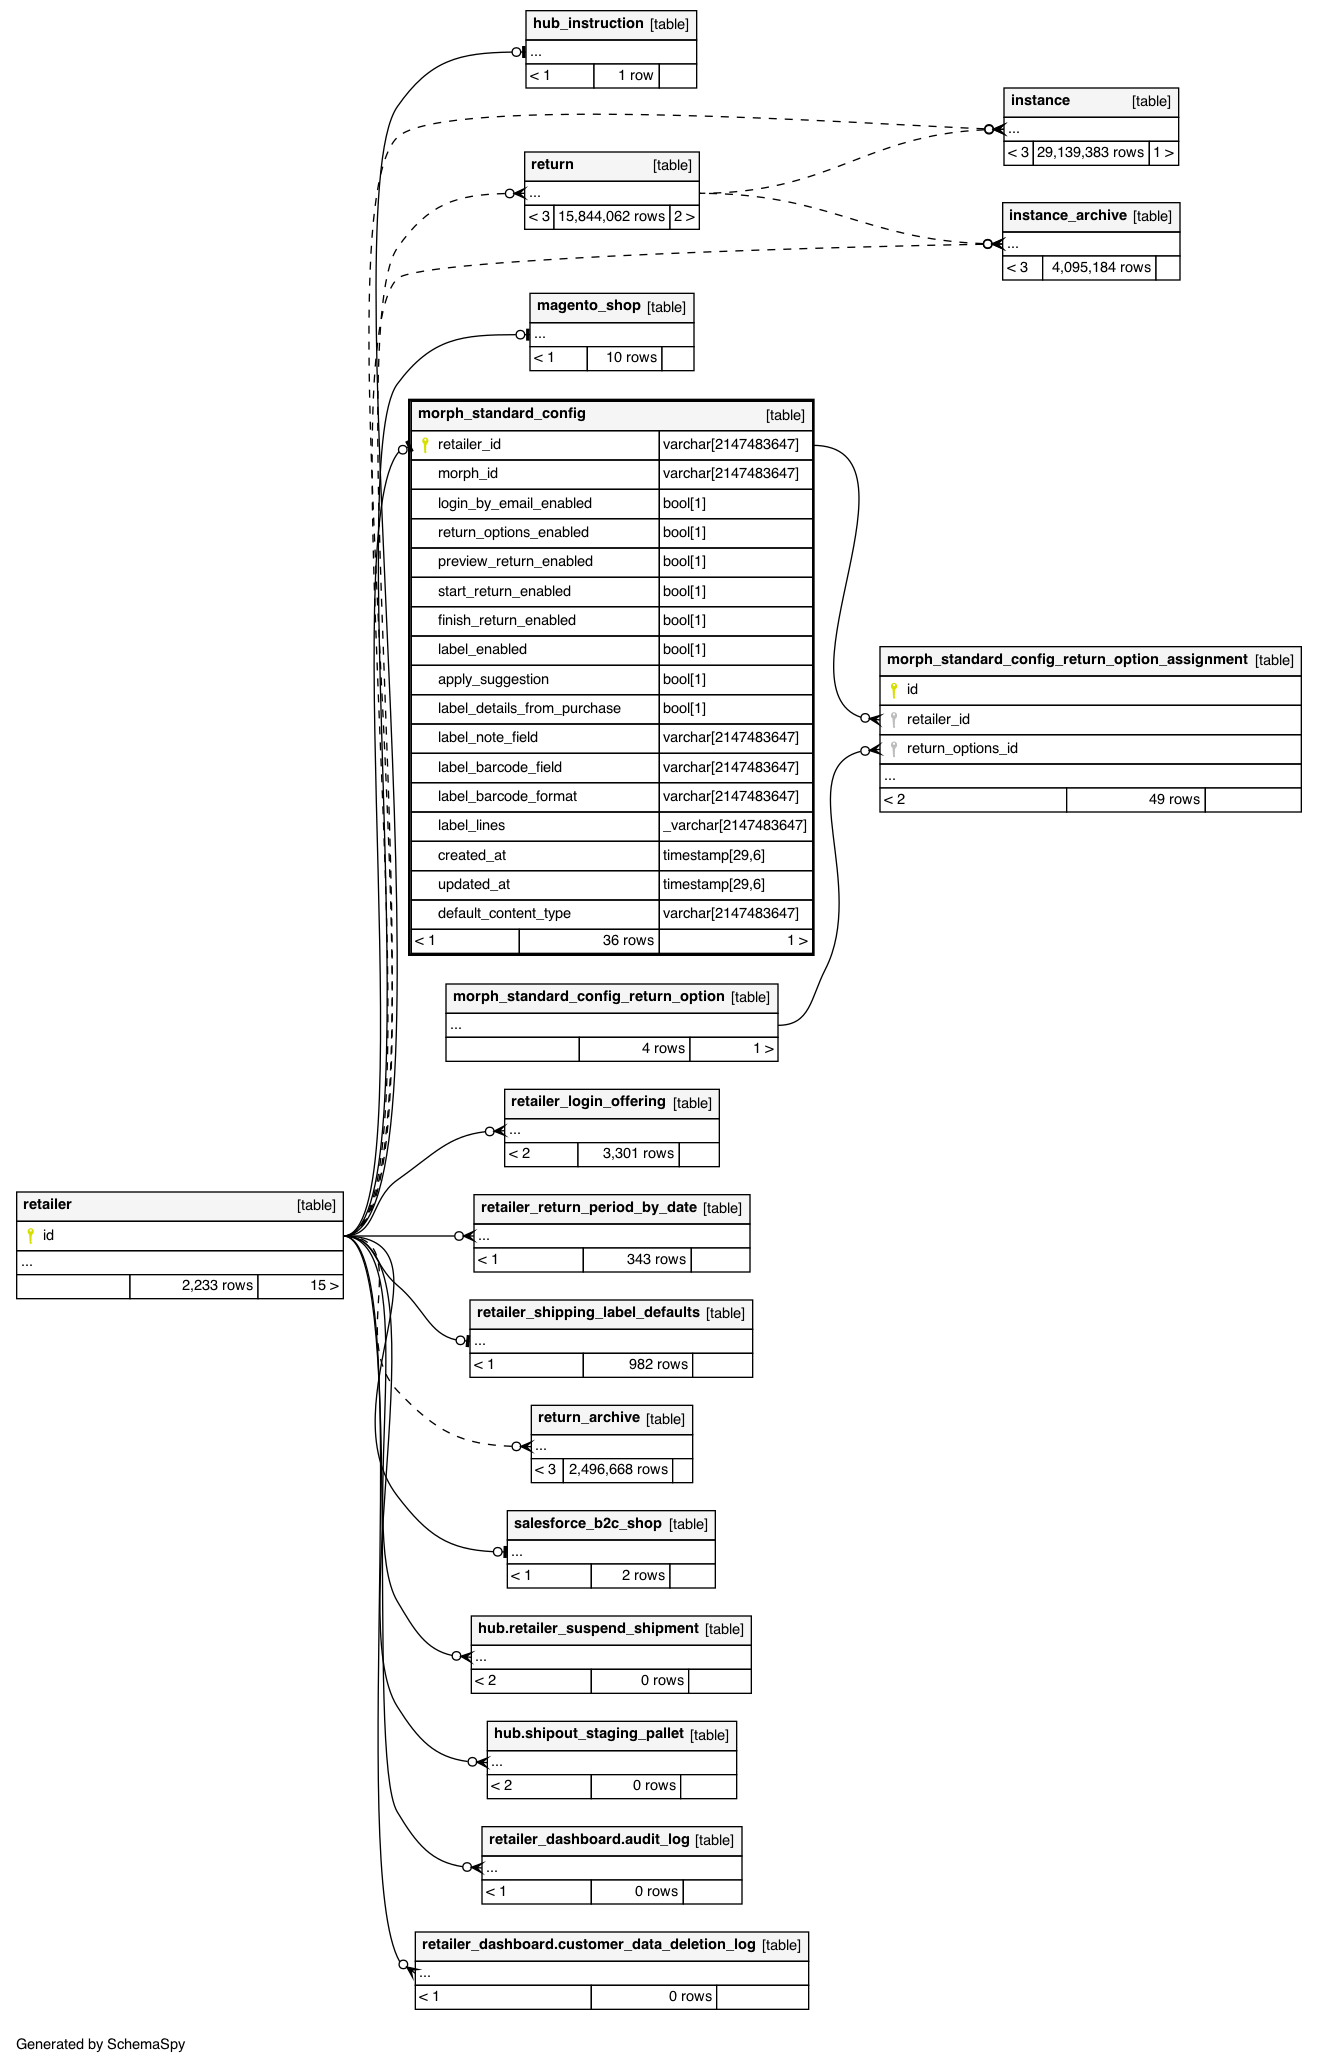 hub_instruction [table]
...
< 1 1 row
instance [table]
...
< 3 29,139,383 rows 1 >
return [table]
...
< 3 15,844,062 rows 2 >
instance_archive [table]
...
< 3 4,095,184 rows
magento_shop [table]
...
< 1 10 rows
morph_standard_config [table]
retailer_id varchar[2147483647]
morph_id varchar[2147483647]
login_by_email_enabled bool[1]
return_options_enabled bool[1]
preview_return_enabled bool[1]
start_return_enabled bool[1]
finish_return_enabled bool[1]
label_enabled bool[1]
apply_suggestion bool[1]
label_details_from_purchase bool[1]
label_note_field varchar[2147483647]
label_barcode_field varchar[2147483647]
label_barcode_format varchar[2147483647]
label_lines _varchar[2147483647]
created_at timestamp[29,6]
updated_at timestamp[29,6]
default_content_type varchar[2147483647]
< 1 36 rows 1 >
morph_standard_config_return_option_assignment [table]
id
retailer_id
return_options_id
...
< 2 49 rows
morph_standard_config_return_option [table]
...
4 rows 1 >
retailer_login_offering [table]
...
< 2 3,301 rows
retailer [table]
id
...
2,233 rows 15 >
retailer_return_period_by_date [table]
...
< 1 343 rows
retailer_shipping_label_defaults [table]
...
< 1 982 rows
return_archive [table]
...
< 3 2,496,668 rows
salesforce_b2c_shop [table]
...
< 1 2 rows
hub.retailer_suspend_shipment [table]
...
< 2 0 rows
hub.shipout_staging_pallet [table]
...
< 2 0 rows
retailer_dashboard.audit_log [table]
...
< 1 0 rows
retailer_dashboard.customer_data_deletion_log [table]
...
< 1 0 rows
Generated by SchemaSpy